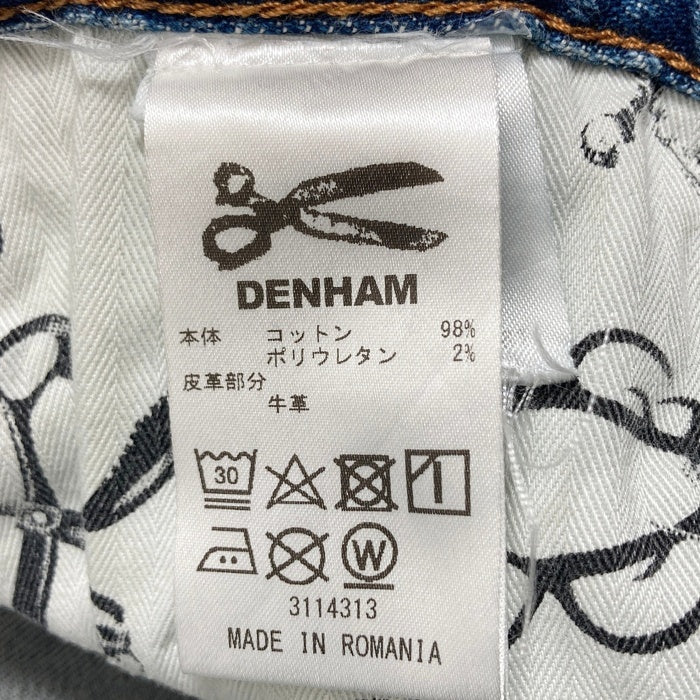 DENHAM
本体 コットン 98%
ポリウレタン 2%
皮革部分
牛革
30
W
3114313
MADE IN ROMANIA